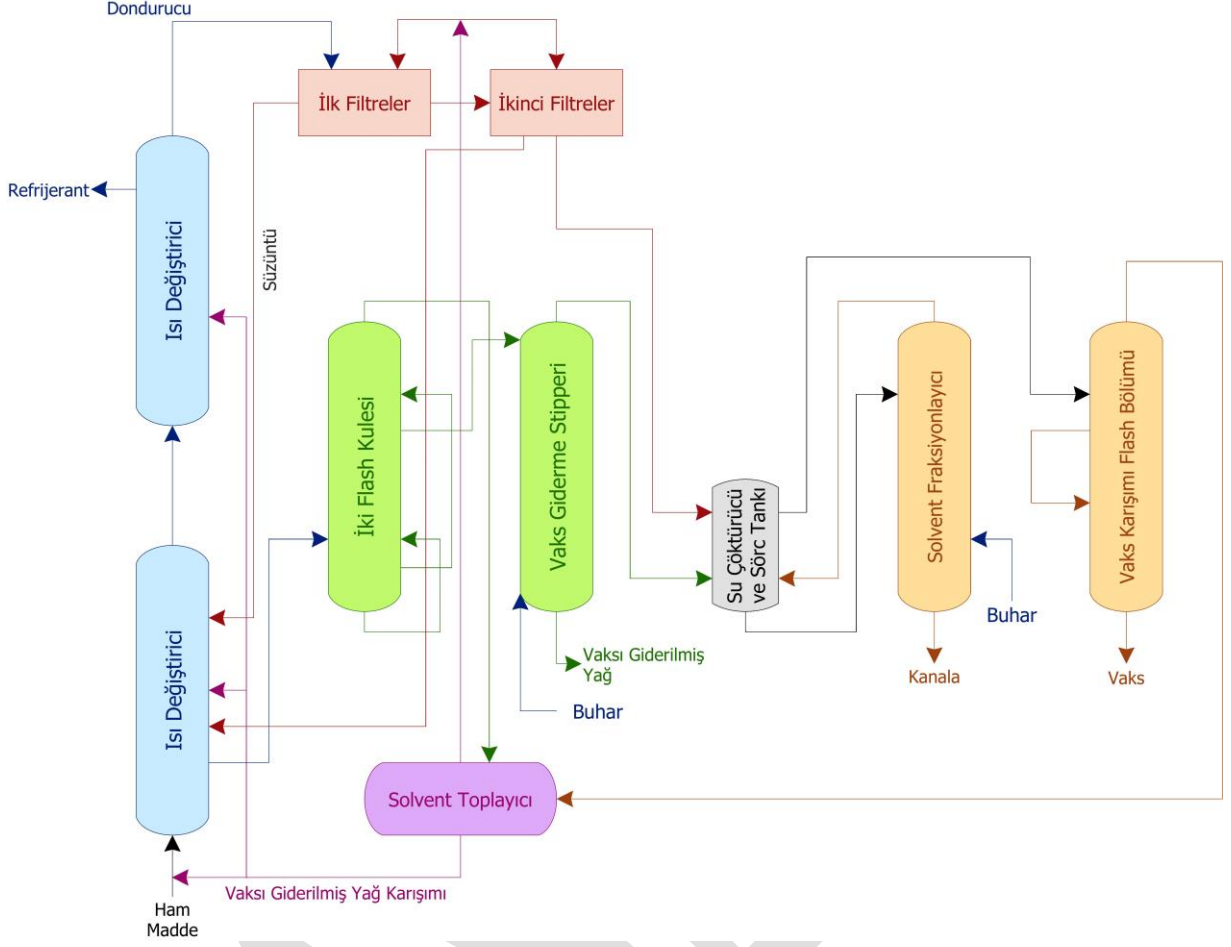 Dondurucu
İlk Filtreler
İkinci Filtreler
Refrijerant
Isı Değiştirici
Süzüntü
İki Flash Kulesi
Vaks Giderme Stipperi
Su Çöktürücü
ve Sörc Tankı
Solvent Fraksiyonlayıcı
Vaks Karışımı Flash Bölümü
Isı Değiştirici
Buhar
Vaksı Giderilmiş
Yağ
Kanala
Vaks
Buhar
Solvent Toplayıcı
Vaksı Giderilmiş Yağ Karışımı
Ham
Madde